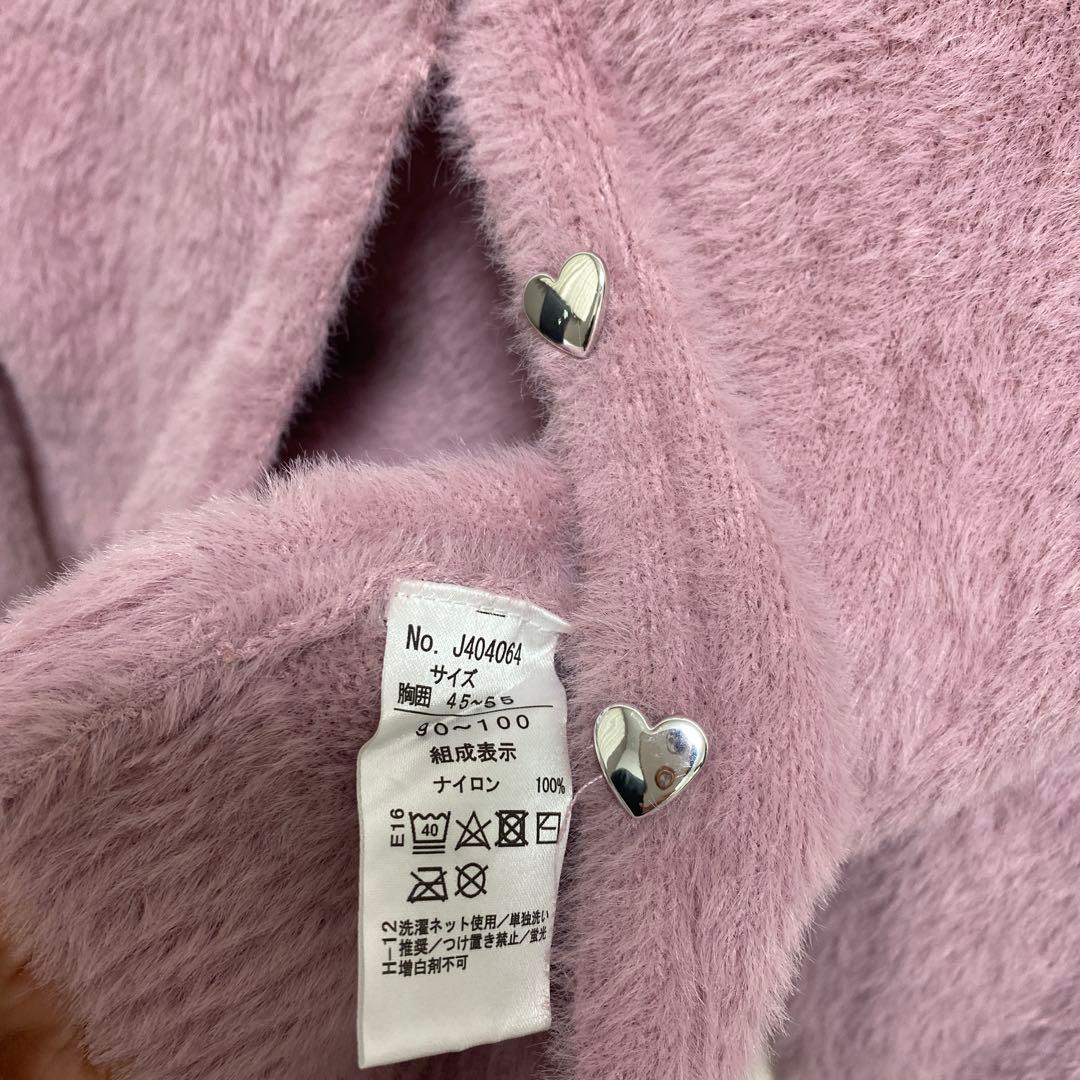 No. J404064
サイズ
胸囲 45~55
90~100
組成表示
ナイロン 100%
E16
40
H-12
洗濯ネット使用/単独洗い
推奨/つけ置き禁止/蛍光
増白剤不可